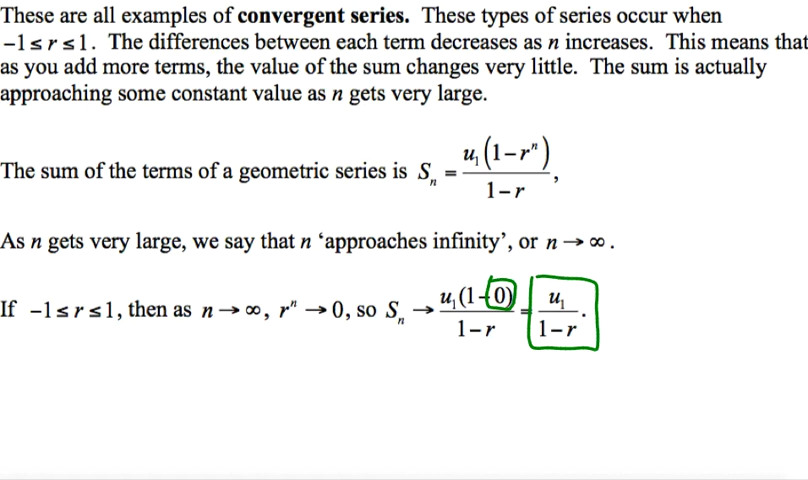 These are all examples of convergent series. These types of series occur when
−1≤r≤1. The differences between each term decreases as n increases. This means that
as you add more terms, the value of the sum changes very little. The sum is actually
approaching some constant value as n gets very large.
The sum of the terms of a geometric series is Sₙ = u₁(1−rⁿ)/(1−r),
As n gets very large, we say that n ‘approaches infinity’, or n→∞.
If −1≤r≤1, then as n→∞, rⁿ→0, so Sₙ → u₁(1−0)/(1−r) = u₁/(1−r).